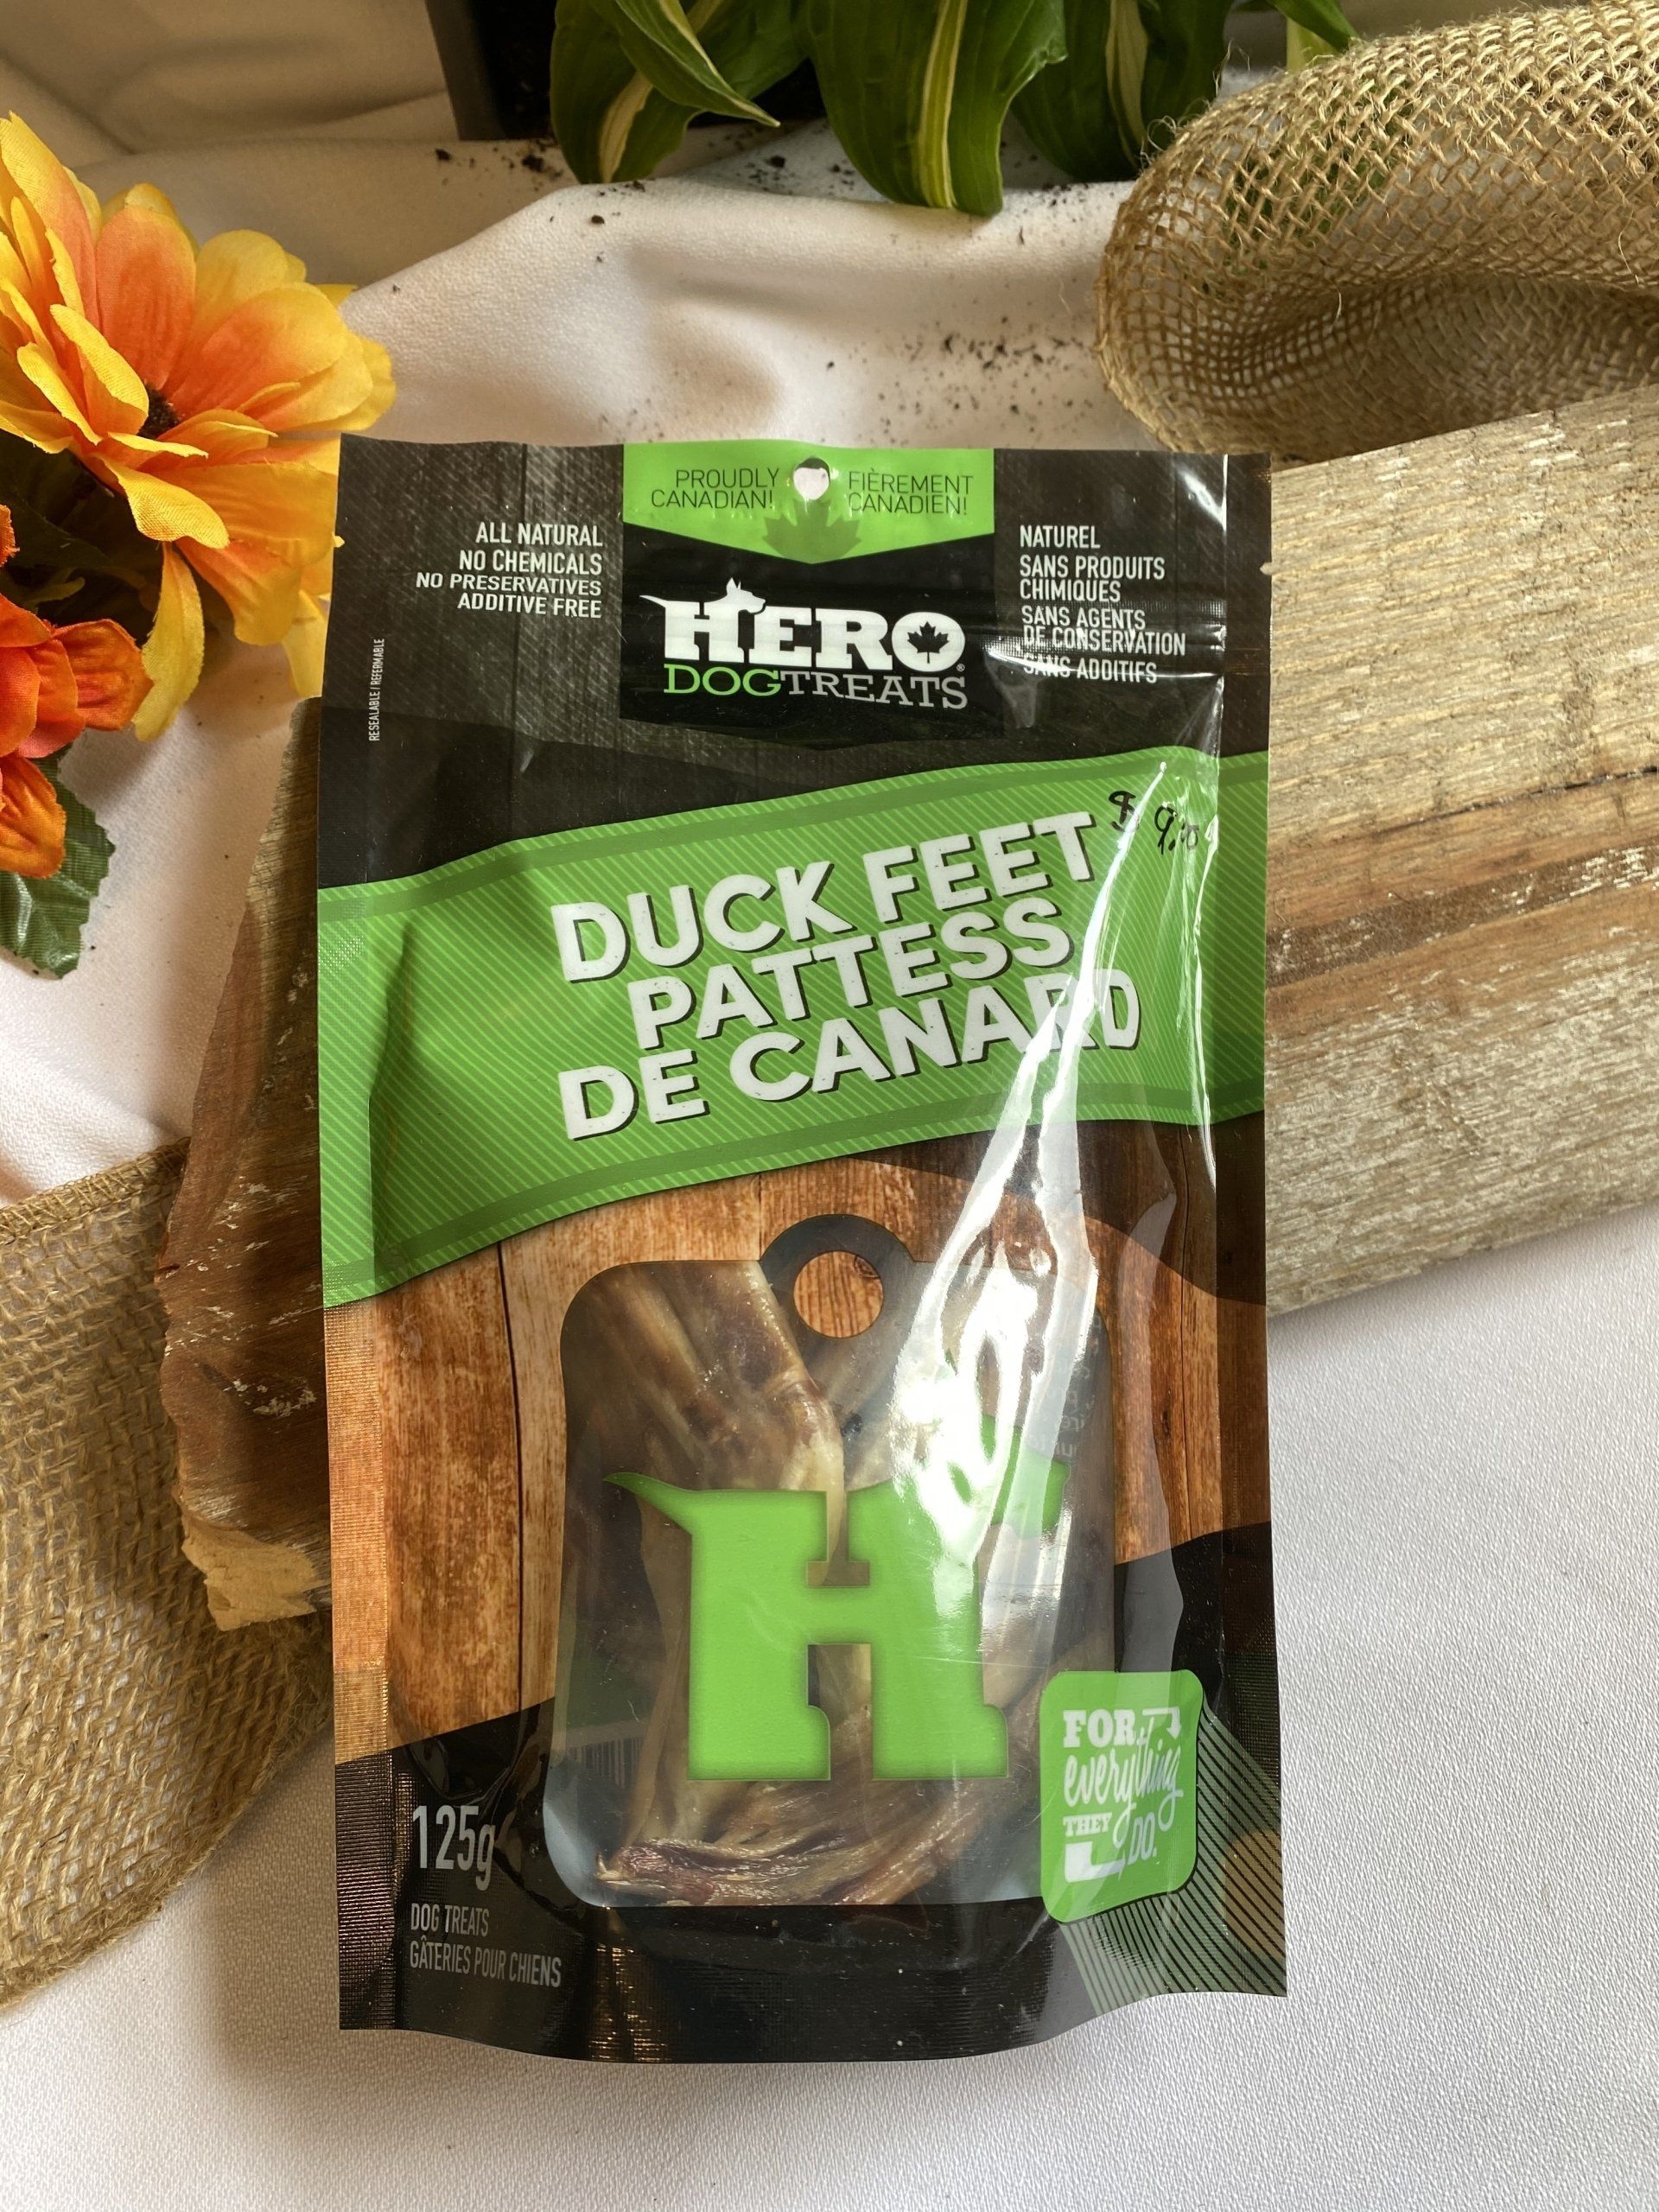 PROUDLY
CANADIAN!
FIÈREMENT
CANADIEN!
ALL NATURAL
NO CHEMICALS
NO PRESERVATIVES
ADDITIVE FREE
NATUREL
SANS PRODUITS
CHIMIQUES
SANS AGENTS
DE CONSERVATION
SANS ADDITIFS
HERO
DOGTREATS
RESEALABLE / REFERMABLE
DUCK FEET
PATTESS
DE CANARD
H
FOR
everything
THEY
DO.
125g
DOG TREATS
GÂTERIES POUR CHIENS